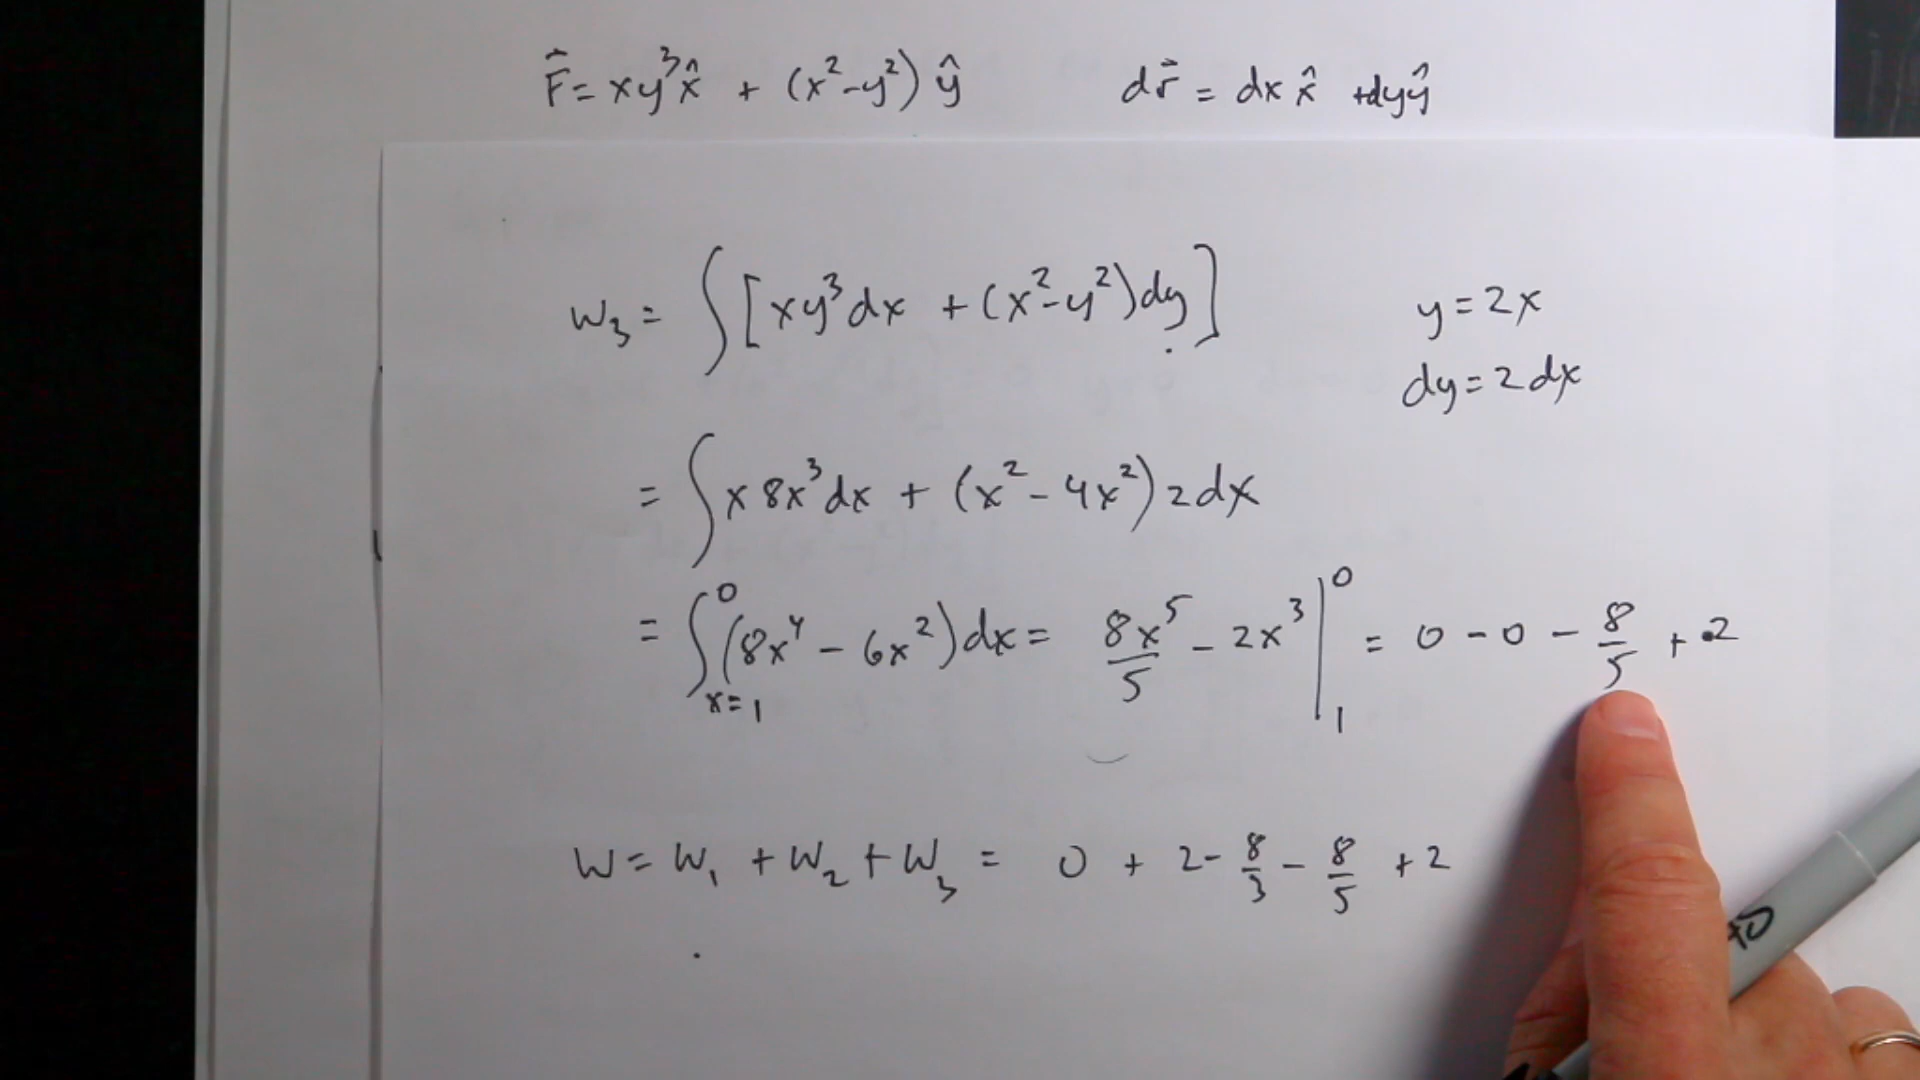 F⃗ = xy³ x̂ + (x² - y²) ŷ dr⃗ = dx x̂ + dy ŷ
W₃ = ∫ [xy³dx + (x² - y²)dy] y = 2x
dy = 2dx
= ∫ x 8x³dx + (x² - 4x²) 2dx
= ∫_{x=1}^{0} (8x⁴ - 6x²)dx = 8x⁵/5 - 2x³ |_{1}^{0} = 0 - 0 - 8/5 + 2
W = W₁ + W₂ + W₃ = 0 + 2 - 8/3 - 8/5 + 2